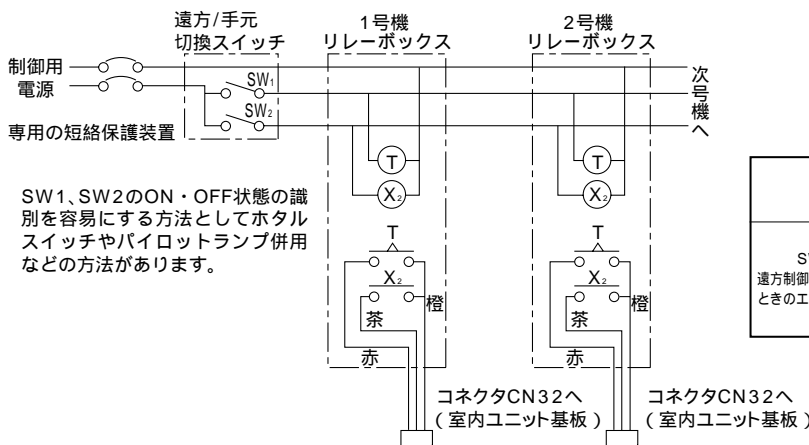 遠方/手元
切換スイッチ
1号機
リレーボックス
2号機
リレーボックス
制御用
電源
SW₁
SW₂
専用の短絡保護装置
次号機へ
SW1、SW2のON・OFF状態の識
別を容易にする方法としてホタル
スイッチやパイロットランプ併用
などの方法があります。
T
X₂
T
X₂
橙
茶
赤
T
X₂
T
X₂
橙
茶
赤
コネクタCN32へ
(室内ユニット基板)
コネクタCN32へ
(室内ユニット基板)
遠方制御
ときのエ